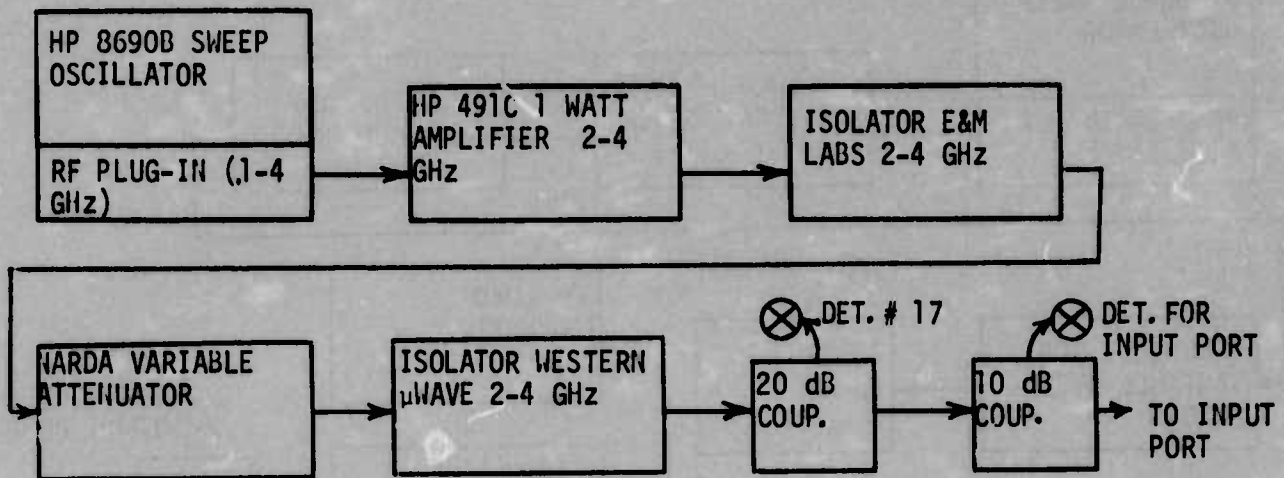 HP 8690B SWEEP
OSCILLATOR
RF PLUG-IN (.1-4
GHz)
HP 491C 1 WATT
AMPLIFIER 2-4
GHz
ISOLATOR E&M
LABS 2-4 GHz
NARDA VARIABLE
ATTENUATOR
ISOLATOR WESTERN
μWAVE 2-4 GHz
DET. # 17
20 dB
COUP.
DET. FOR
INPUT PORT
10 dB
COUP.
TO INPUT
PORT